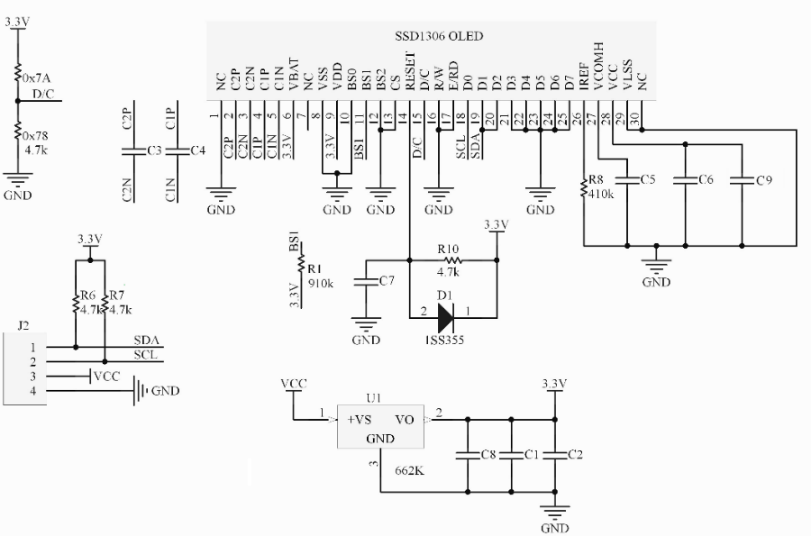 SSD1306 OLED
NC C2P C2N C1P C1N VBAT NC VSS VDD BS0 BS1 BS2 CS RESET D/C R/W E/RD D0 D1 D2 D3 D4 D5 D6 D7 IREF VCOMH VCC VLSS NC
1 2 3 4 5 6 7 8 9 10 11 12 13 14 15 16 17 18 19 20 21 22 23 24 25 26 27 28 29 30
C2P C2N C1P C1N 3.3V 3.3V BS1 D/C SCL SDA
3.3V
0x7A
D/C
0x78
4.7k
GND
C2P C1P
C3 C4
C2N C1N
GND GND GND GND GND
R8
410k
C5 C6 C9
GND
3.3V
R6 R7
4.7k 4.7k
J2
1 SDA
2 SCL
3 VCC
4 GND
BS1
R1
910k
3.3V
C7
GND
3.3V
R10
4.7k
D1
2 1
1SS355
VCC
U1
1 +VS VO 2
GND
3
662K
3.3V
C8 C1 C2
GND